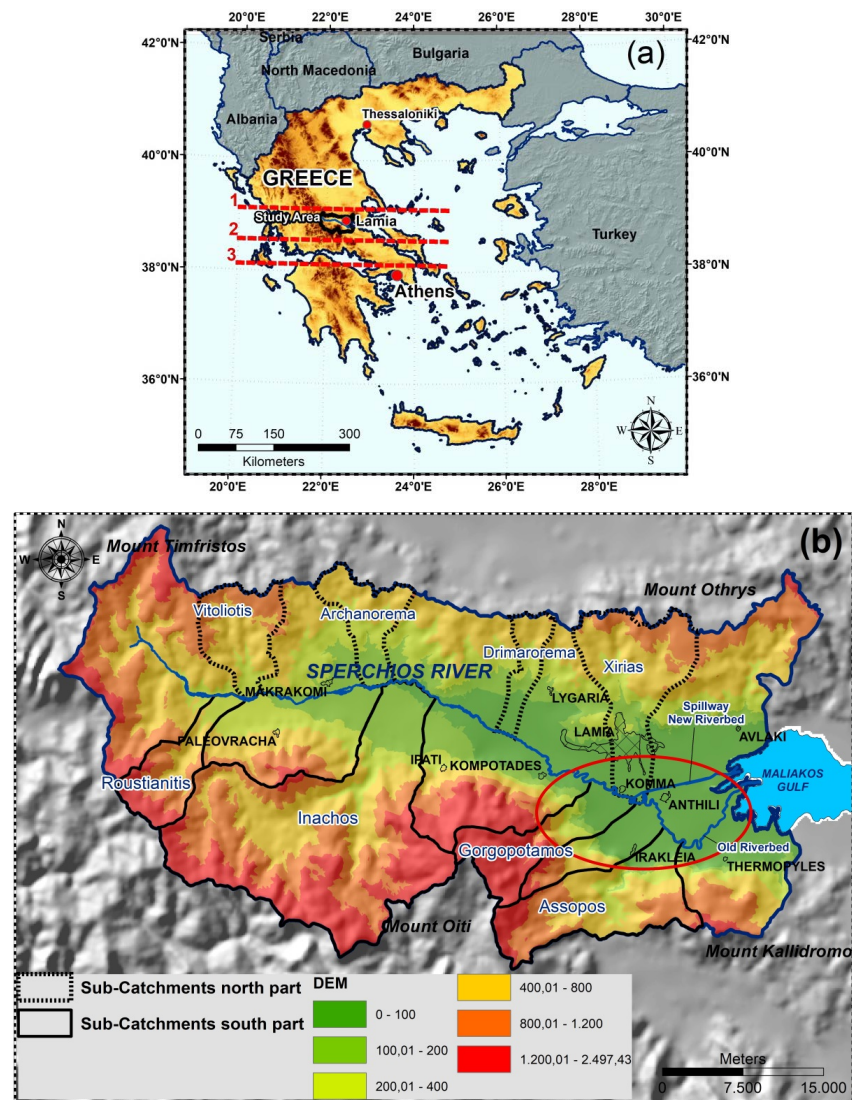 20°0'E 22°0'E 24°0'E 26°0'E 28°0'E 30°0'E
42°0'N
42°0'N
Serbia
Bulgaria
(a)
North Macedonia
Albania
Thessaloniki
40°0'N
40°0'N
GREECE
1
Study Area
Lamia
2
Turkey
3
38°0'N
38°0'N
Athens
36°0'N
36°0'N
N
W E
S
0 75 150 300
Kilometers
20°0'E 22°0'E 24°0'E 26°0'E 28°0'E
(b)
N
W E
S
Mount Timfristos
Mount Othrys
Vitoliotis
Archanorema
Drimarorema
Xirias
SPERCHIOS RIVER
MAKRAKOMI
LYGARIA
Spillway
New Riverbed
PALEOVRACHA
LAMIA
AVLAKI
IPATI
KOMPOTADES
MALIAKOS
GULF
KOMMA
ANTHILI
Roustianitis
Inachos
Gorgopotamos
Old Riverbed
IRAKLEIA
THERMOPYLES
Assopos
Mount Oiti
Mount Kallidromo
Sub-Catchments north part
Sub-Catchments south part
DEM
0 - 100
100,01 - 200
200,01 - 400
400,01 - 800
800,01 - 1.200
1.200,01 - 2.497,43
Meters
0 7.500 15.000